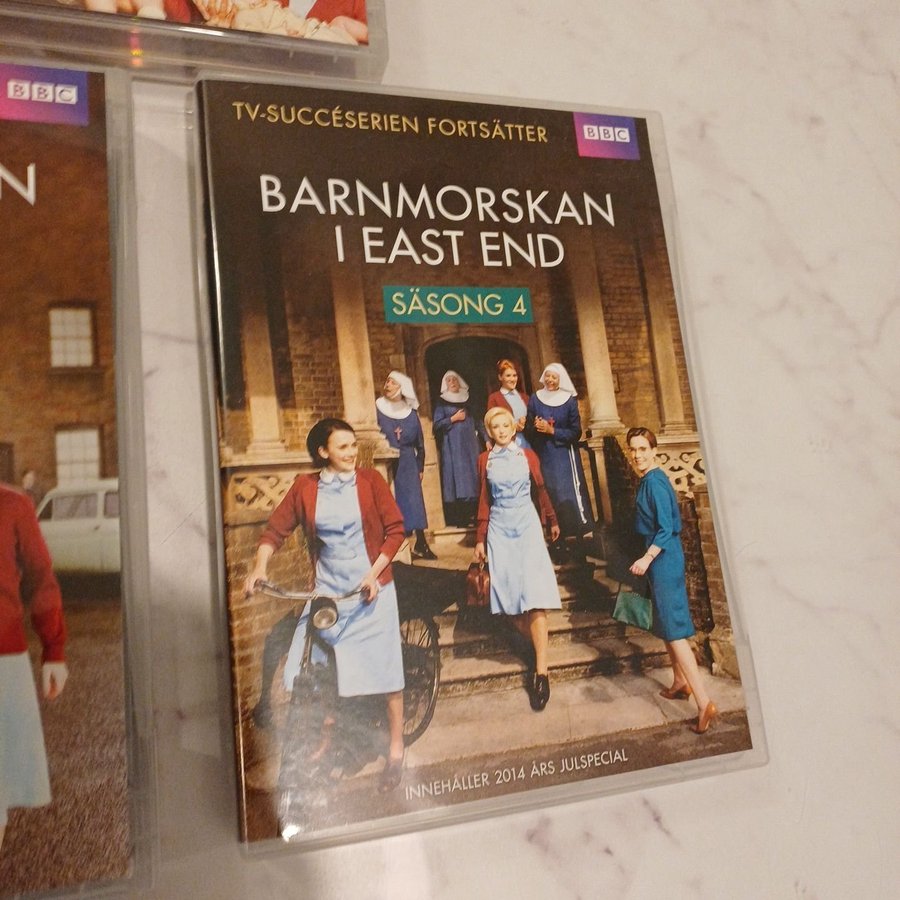 BBC
N
TV-SUCCÉSERIEN FORTSÄTTER
BBC
BARNMORSKAN
I EAST END
SÄSONG 4
INNEHÅLLER 2014 ÅRS JULSPECIAL